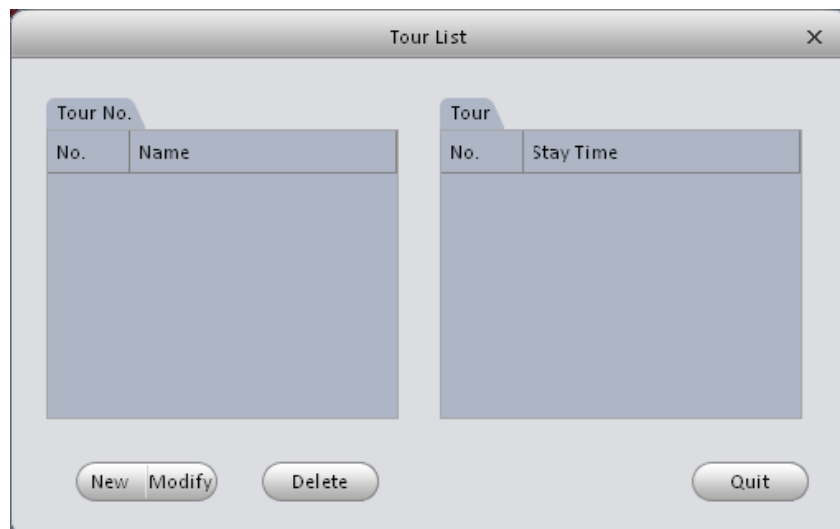 Tour List
Tour No.
No. Name
Tour
No. Stay Time
New Modify Delete Quit